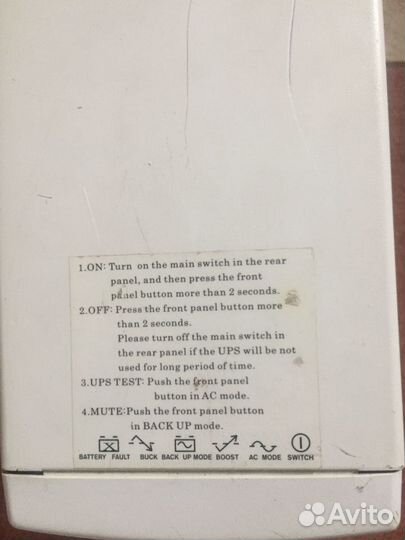 1.ON: Turn on the main switch in the rear
panel, and then press the front
panel button more than 2 seconds.
2.OFF: Press the front panel button more
than 2 seconds.
Please turn off the main switch in
the rear panel if the UPS will be not
used for long period of time.
3.UPS TEST: Push the front panel
button in AC mode.
4.MUTE:Push the front panel button
in BACK UP mode.
BATTERY FAULT BUCK BACK UP MODE BOOST AC MODE SWITCH
Avito